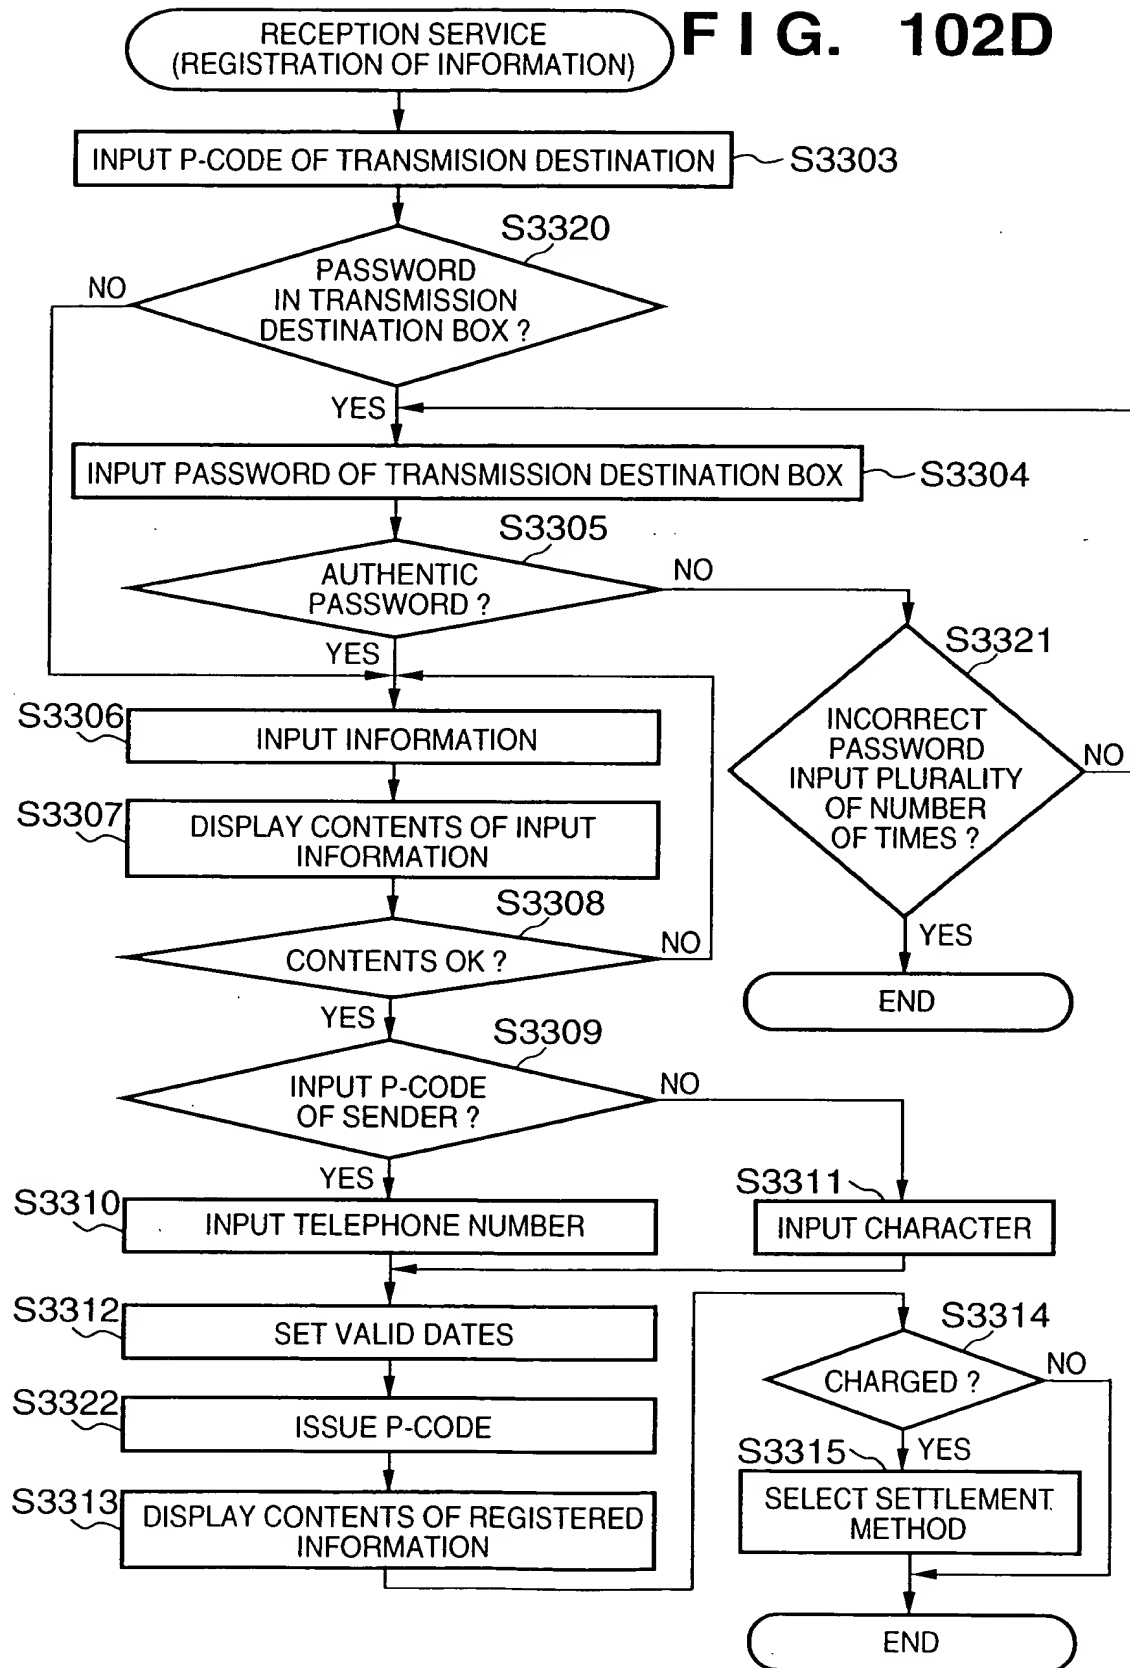 FIG. 102D
RECEPTION SERVICE
(REGISTRATION OF INFORMATION)
INPUT P-CODE OF TRANSMISION DESTINATION
S3303
S3320
PASSWORD
IN TRANSMISSION
DESTINATION BOX ?
NO
YES
INPUT PASSWORD OF TRANSMISSION DESTINATION BOX
S3304
S3305
AUTHENTIC
PASSWORD ?
NO
YES
S3321
INCORRECT
PASSWORD
INPUT PLURALITY
OF NUMBER
OF TIMES ?
NO
YES
END
S3306
INPUT INFORMATION
S3307
DISPLAY CONTENTS OF INPUT
INFORMATION
S3308
CONTENTS OK ?
NO
YES
S3309
INPUT P-CODE
OF SENDER ?
NO
YES
S3310
INPUT TELEPHONE NUMBER
S3311
INPUT CHARACTER
S3312
SET VALID DATES
S3322
ISSUE P-CODE
S3313
DISPLAY CONTENTS OF REGISTERED
INFORMATION
S3314
CHARGED ?
NO
YES
S3315
SELECT SETTLEMENT
METHOD
END